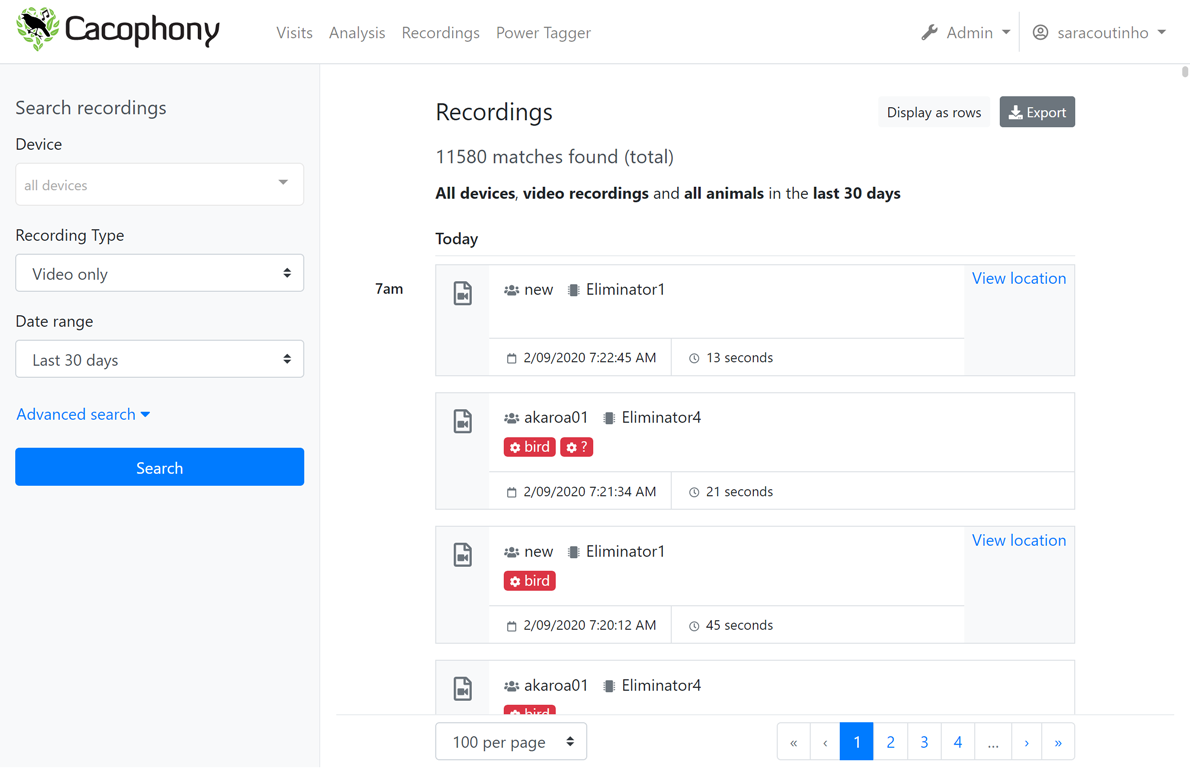 Cacophony Visits Analysis Recordings Power Tagger Admin saracoutinho
Search recordings
Device
all devices
Recording Type
Video only
Date range
Last 30 days
Advanced search
Search
Recordings
Display as rows Export
11580 matches found (total)
All devices, video recordings and all animals in the last 30 days
Today
7am
new Eliminator1 View location
2/09/2020 7:22:45 AM 13 seconds
akaroa01 Eliminator4
bird ?
2/09/2020 7:21:34 AM 21 seconds
new Eliminator1 View location
bird
2/09/2020 7:20:12 AM 45 seconds
akaroa01 Eliminator4
bird
100 per page « ‹ 1 2 3 4 ... › »